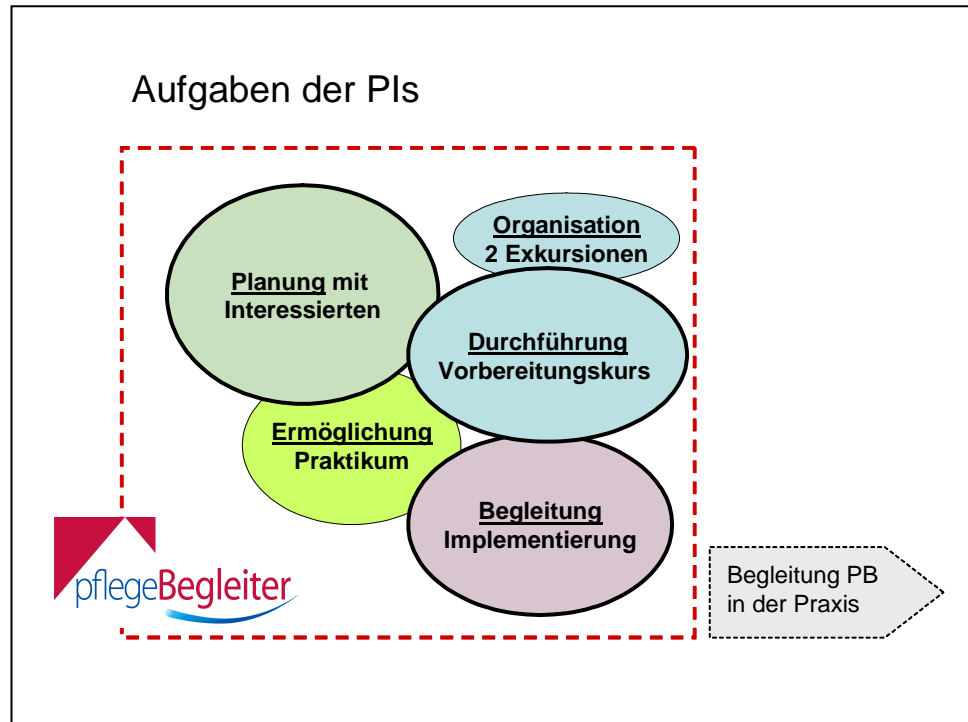 Aufgaben der PIs
Organisation
2 Exkursionen
Planung mit
Interessierten
Durchführung
Vorbereitungskurs
Ermöglichung
Praktikum
Begleitung
Implementierung
pflegeBegleiter
Begleitung PB
in der Praxis